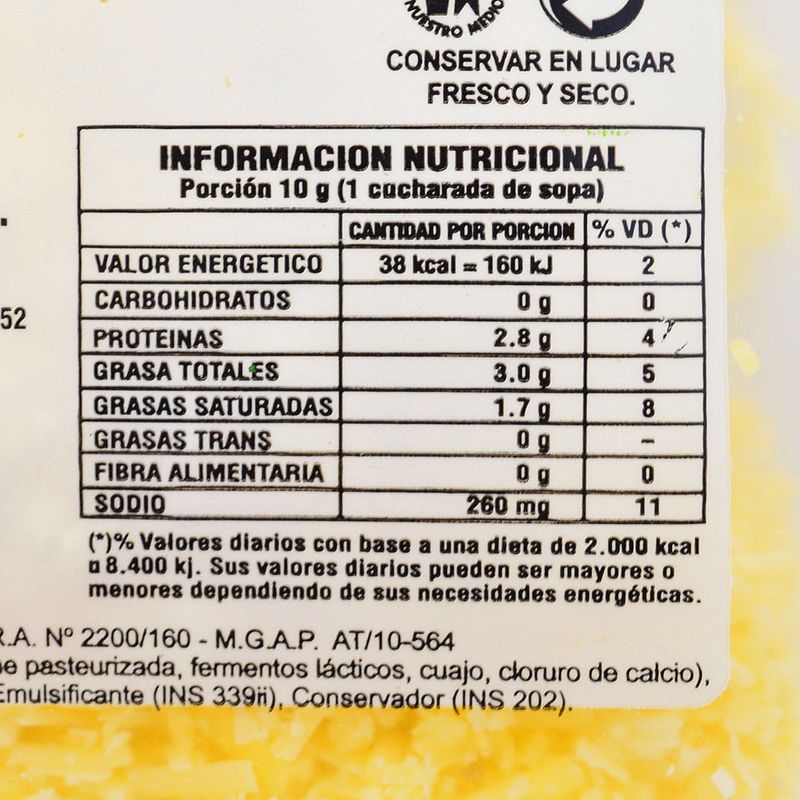 NUESTRO MEDIO
CONSERVAR EN LUGAR
FRESCO Y SECO.
INFORMACION NUTRICIONAL
Porción 10 g (1 cucharada de sopa)
CANTIDAD POR PORCION % VD (*)
VALOR ENERGETICO 38 kcal = 160 kJ 2
CARBOHIDRATOS 0 g 0
PROTEINAS 2.8 g 4
GRASA TOTALES 3.0 g 5
GRASAS SATURADAS 1.7 g 8
GRASAS TRANS 0 g –
FIBRA ALIMENTARIA 0 g 0
SODIO 260 mg 11
52
(*)% Valores diarios con base a una dieta de 2.000 kcal
a 8.400 kj. Sus valores diarios pueden ser mayores o
menores dependiendo de sus necesidades energéticas.
R.A. Nº 2200/160 - M.G.A.P. AT/10-564
pasteurizada, fermentos lácticos, cuajo, cloruro de calcio),
Emulsificante (INS 339ii), Conservador (INS 202).